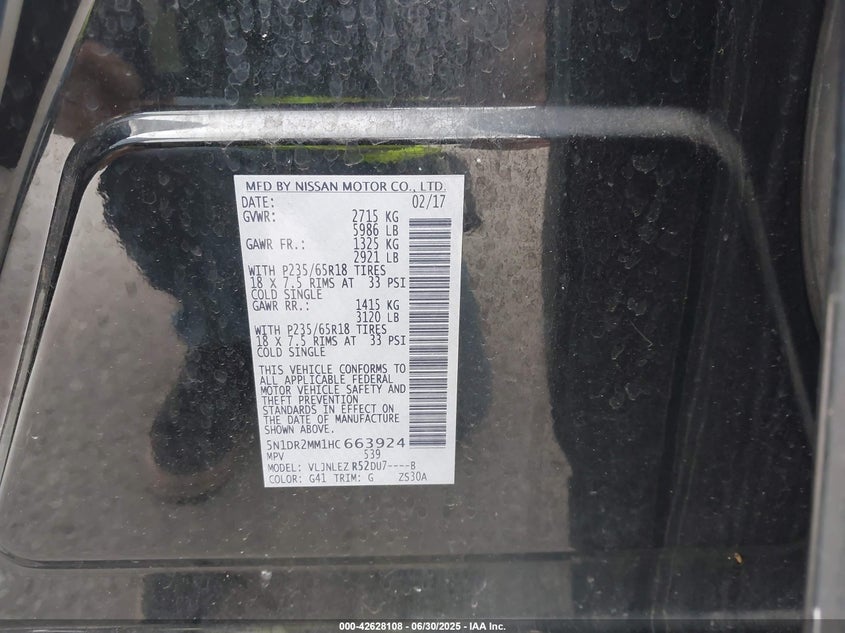 MFD BY NISSAN MOTOR CO., LTD.
DATE: 02/17
GVWR: 2715 KG
5986 LB
GAWR FR.: 1325 KG
2921 LB
WITH P235/65R18 TIRES
18 X 7.5 RIMS AT 33 PSI
COLD SINGLE
GAWR RR.: 1415 KG
3120 LB
WITH P235/65R18 TIRES
18 X 7.5 RIMS AT 33 PSI
COLD SINGLE
THIS VEHICLE CONFORMS TO
ALL APPLICABLE FEDERAL
MOTOR VEHICLE SAFETY AND
THEFT PREVENTION
STANDARDS IN EFFECT ON
THE DATE OF MANUFACTURE
SHOWN ABOVE.
5N1DR2MM1HC663924
MPV 539
MODEL: VLJNLEZ R52DU7----B
COLOR: G41 TRIM: G ZS30A
000-42628108 - 06/30/2025 - IAA Inc.